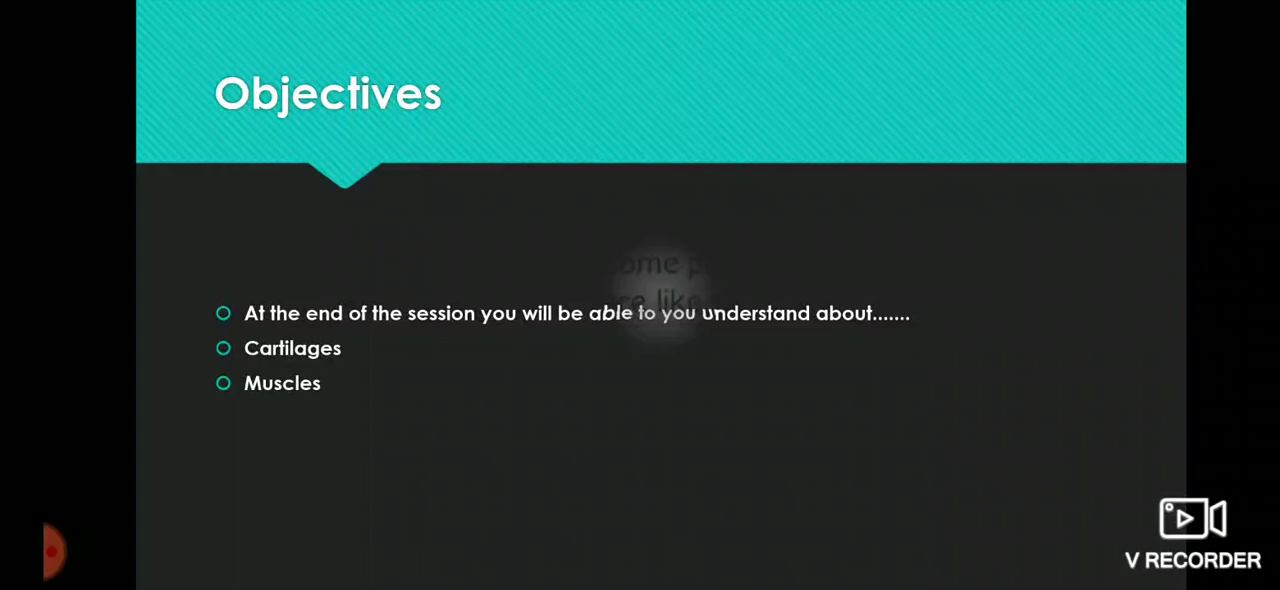 Objectives
At the end of the session you will be able to you understand about.......
Cartilages
Muscles
V RECORDER